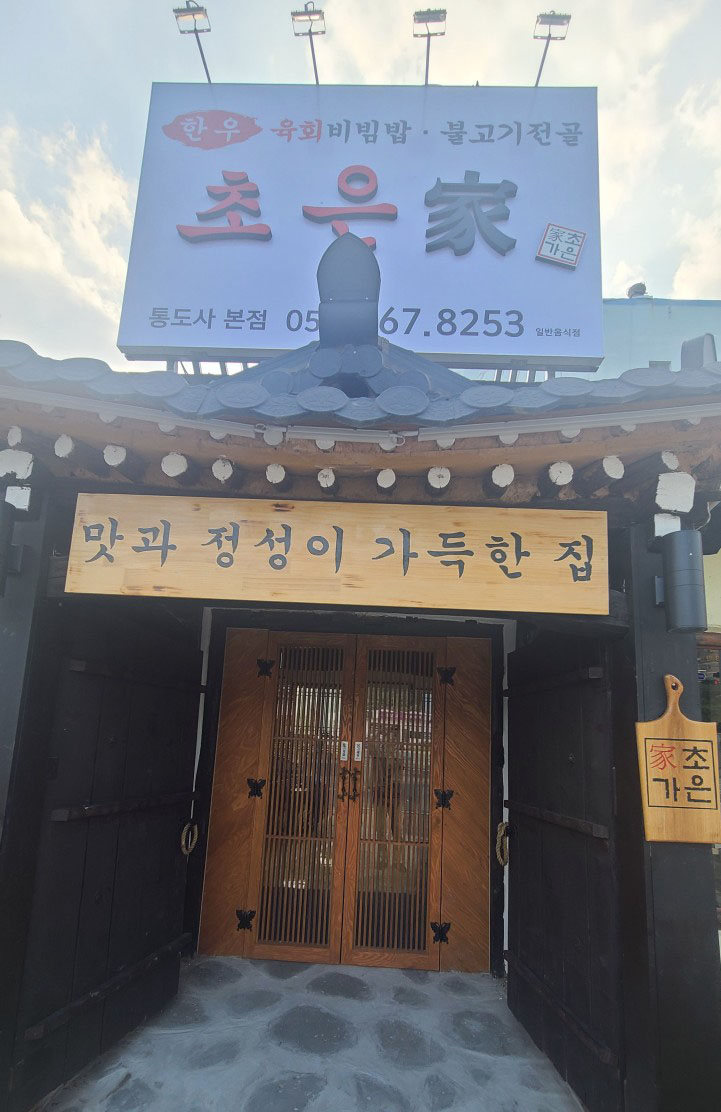 한우 육회비빔밥 · 불고기전골
초은家
家초
가은
통도사 본점 05 67.8253 일반음식점
맛과 정성이 가득한 집
家초
가은